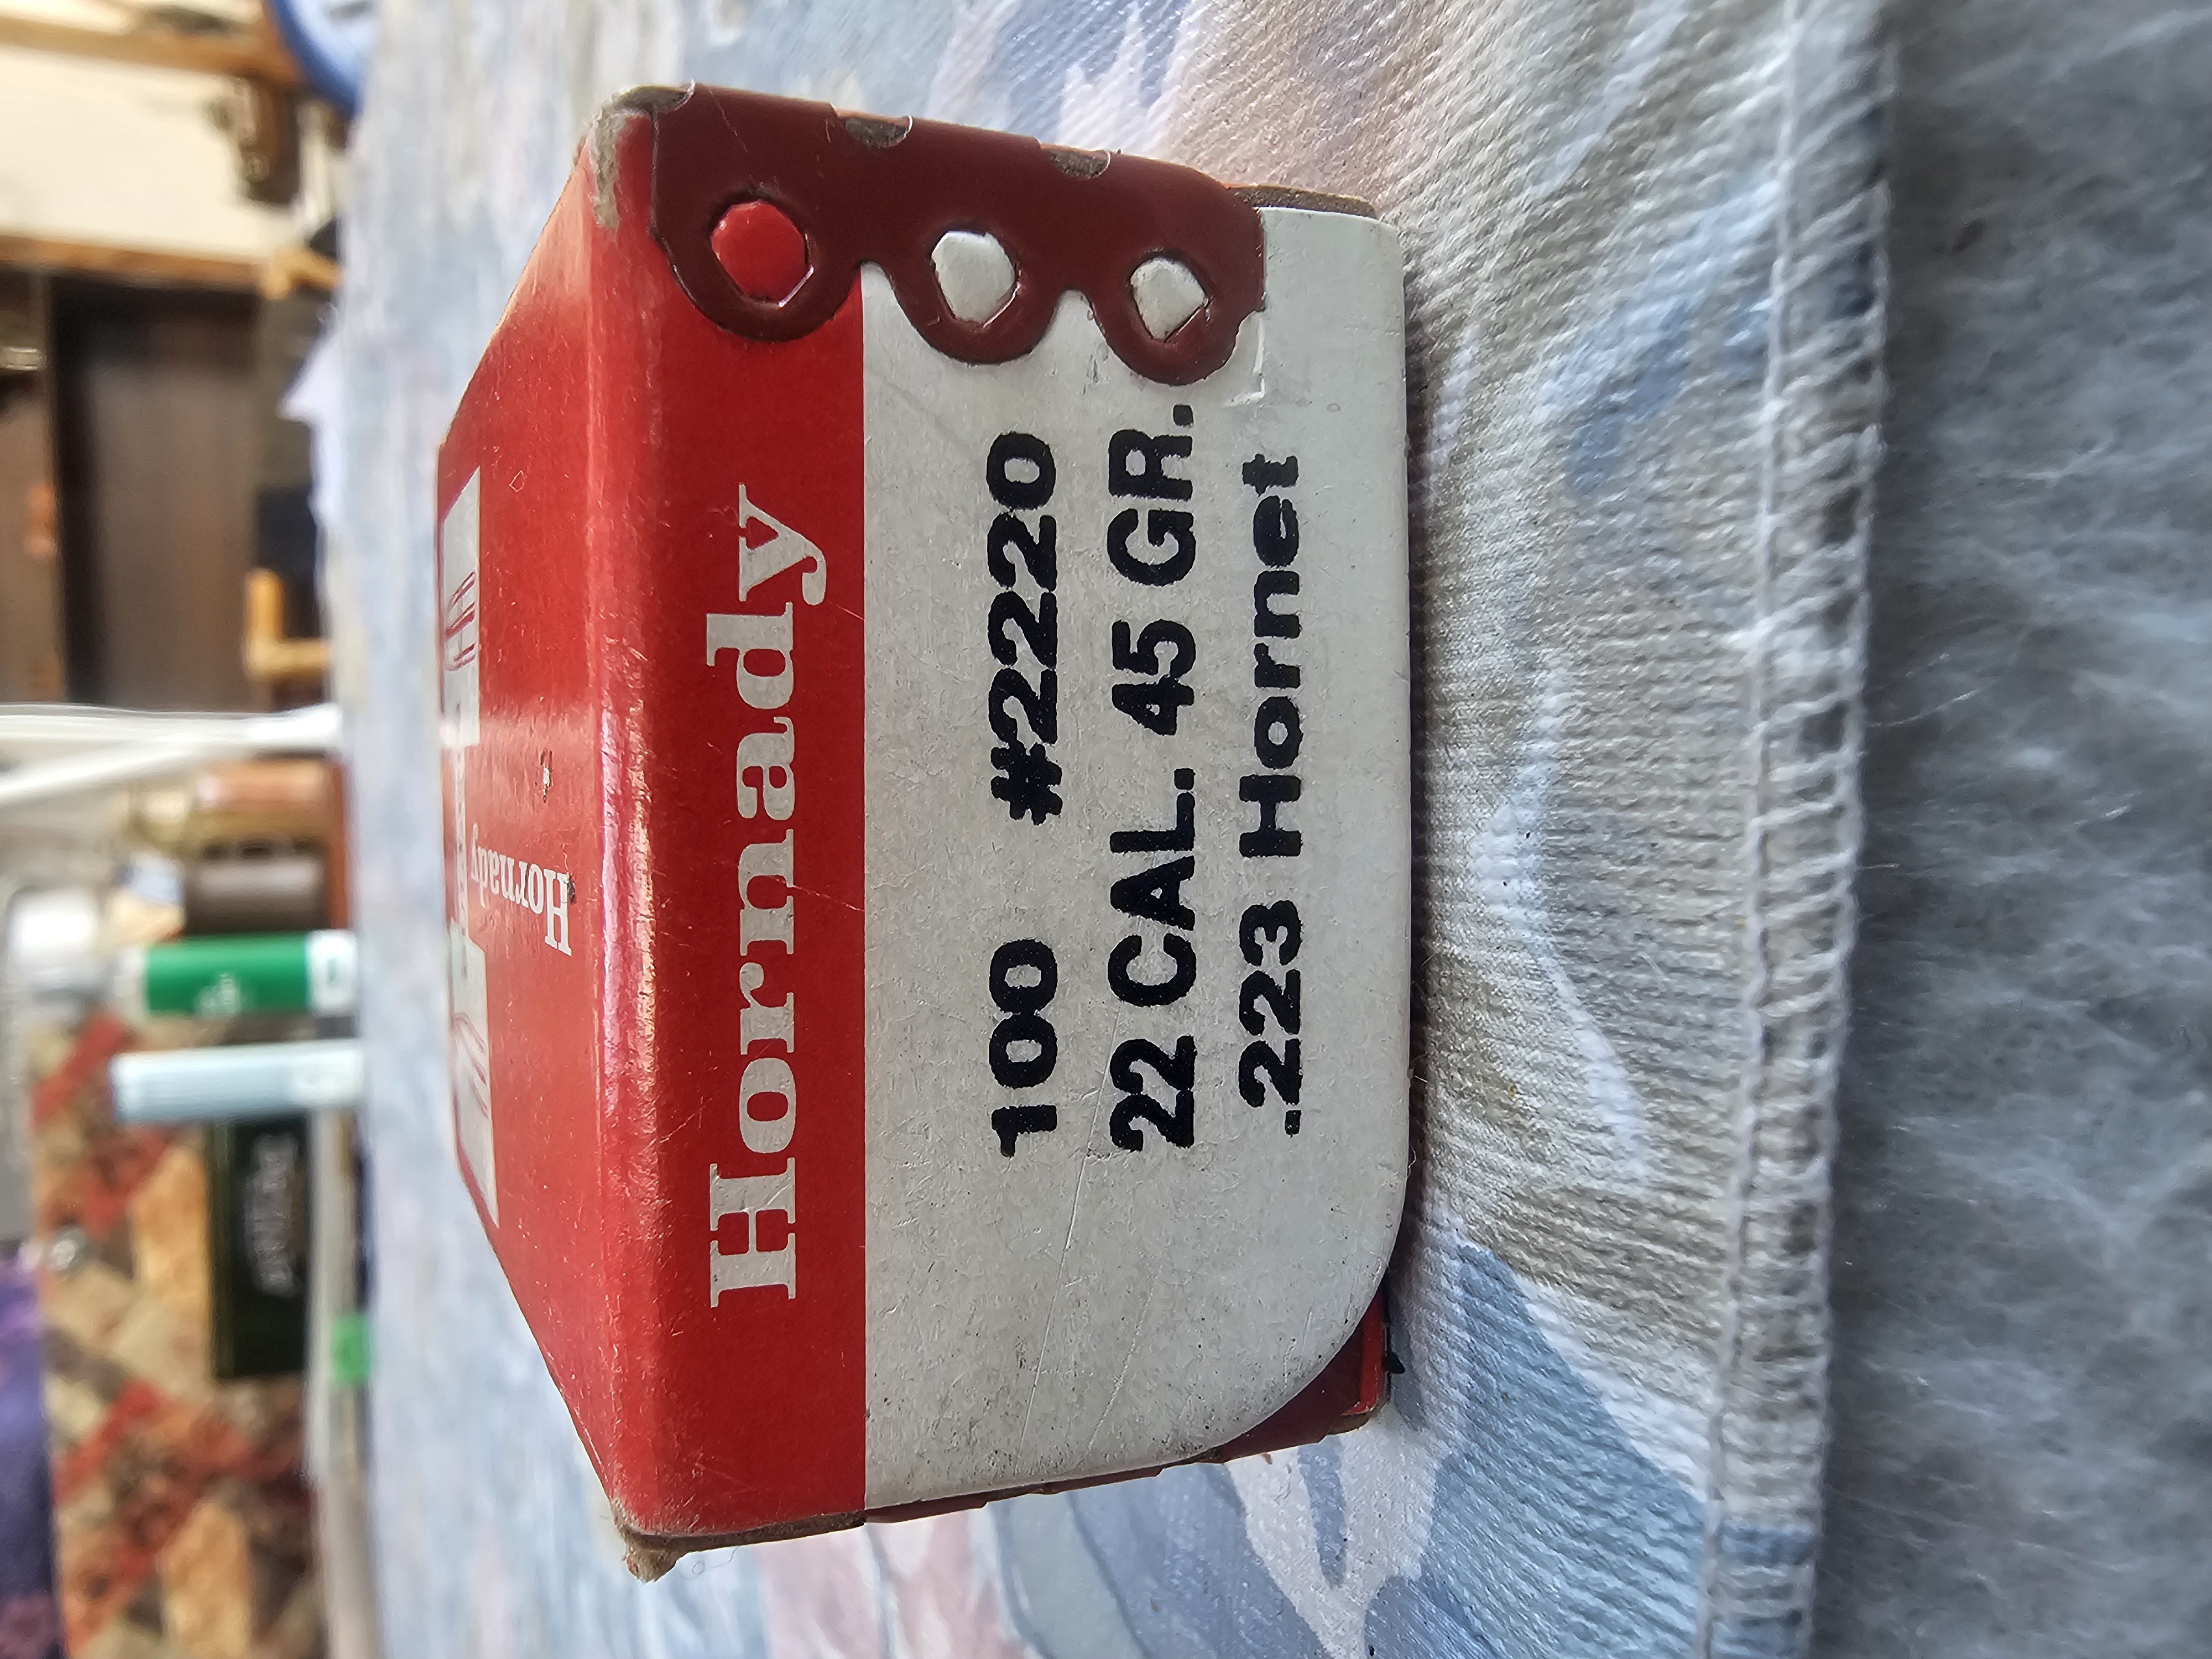 Hornady
Hornady
100 #2220
22 CAL. 45 GR.
.223 Hornet